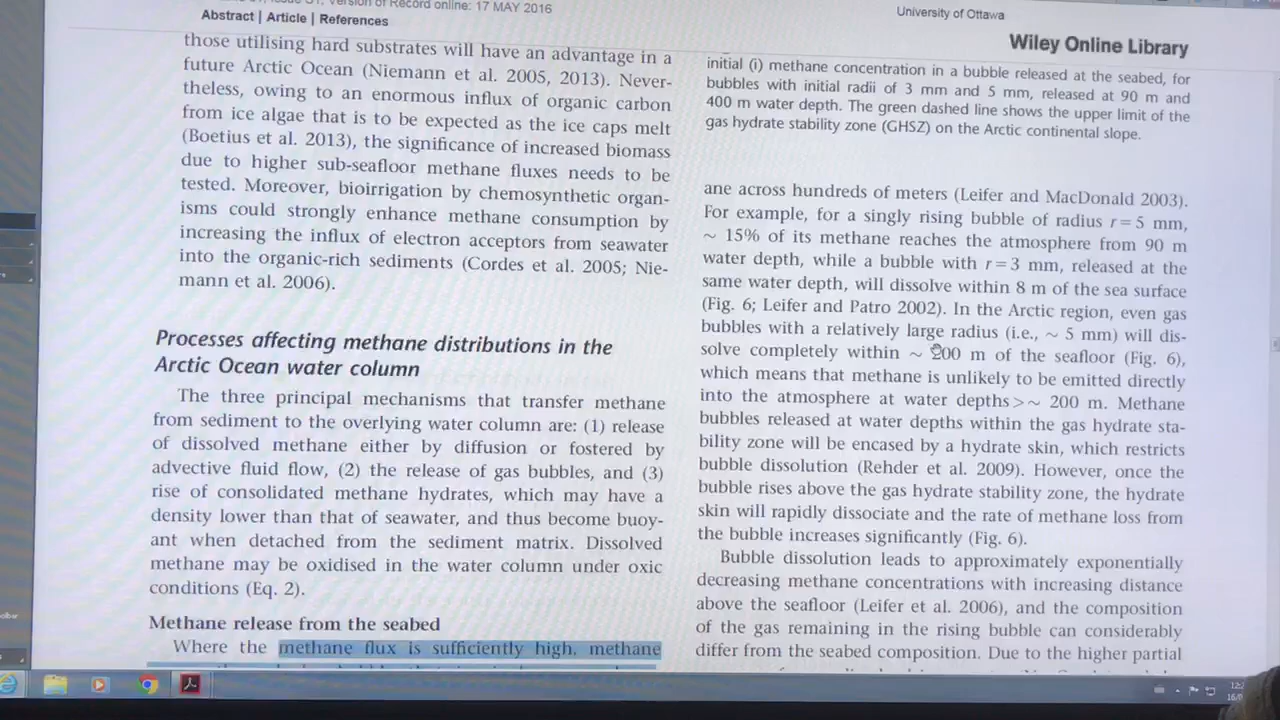 Version of Record online: 17 MAY 2016
Abstract | Article | References
University of Ottawa
Wiley Online Library
those utilising hard substrates will have an advantage in a
future Arctic Ocean (Niemann et al. 2005, 2013). Never-
theless, owing to an enormous influx of organic carbon
from ice algae that is to be expected as the ice caps melt
(Boetius et al. 2013), the significance of increased biomass
due to higher sub-seafloor methane fluxes needs to be
tested. Moreover, bioirrigation by chemosynthetic organ-
isms could strongly enhance methane consumption by
increasing the influx of electron acceptors from seawater
into the organic-rich sediments (Cordes et al. 2005; Nie-
mann et al. 2006).
Processes affecting methane distributions in the
Arctic Ocean water column
The three principal mechanisms that transfer methane
from sediment to the overlying water column are: (1) release
of dissolved methane either by diffusion or fostered by
advective fluid flow, (2) the release of gas bubbles, and (3)
rise of consolidated methane hydrates, which may have a
density lower than that of seawater, and thus become buoy-
ant when detached from the sediment matrix. Dissolved
methane may be oxidised in the water column under oxic
conditions (Eq. 2).
Methane release from the seabed
Where the methane flux is sufficiently high, methane
initial (i) methane concentration in a bubble released at the seabed, for
bubbles with initial radii of 3 mm and 5 mm, released at 90 m and
400 m water depth. The green dashed line shows the upper limit of the
gas hydrate stability zone (GHSZ) on the Arctic continental slope.
ane across hundreds of meters (Leifer and MacDonald 2003).
For example, for a singly rising bubble of radius r = 5 mm,
~ 15% of its methane reaches the atmosphere from 90 m
water depth, while a bubble with r = 3 mm, released at the
same water depth, will dissolve within 8 m of the sea surface
(Fig. 6; Leifer and Patro 2002). In the Arctic region, even gas
bubbles with a relatively large radius (i.e., ~ 5 mm) will dis-
solve completely within ~ 200 m of the seafloor (Fig. 6),
which means that methane is unlikely to be emitted directly
into the atmosphere at water depths >~ 200 m. Methane
bubbles released at water depths within the gas hydrate sta-
bility zone will be encased by a hydrate skin, which restricts
bubble dissolution (Rehder et al. 2009). However, once the
bubble rises above the gas hydrate stability zone, the hydrate
skin will rapidly dissociate and the rate of methane loss from
the bubble increases significantly (Fig. 6).
Bubble dissolution leads to approximately exponentially
decreasing methane concentrations with increasing distance
above the seafloor (Leifer et al. 2006), and the composition
of the gas remaining in the rising bubble can considerably
differ from the seabed composition. Due to the higher partial